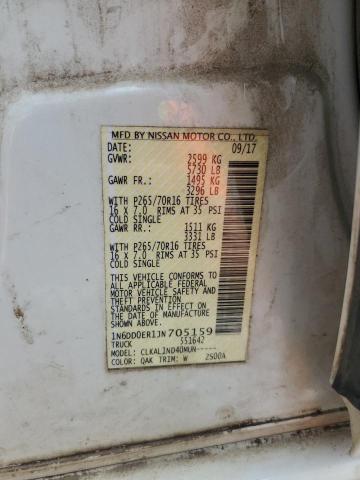 MFD BY NISSAN MOTOR CO., LTD.
DATE: 09/17
GVWR: 2599 KG
5730 LB
GAWR FR.: 1495 KG
3296 LB
WITH P265/70R16 TIRES
16 X 7.0 RIMS AT 35 PSI
COLD SINGLE
GAWR RR.: 1511 KG
3331 LB
WITH P265/70R16 TIRES
16 X 7.0 RIMS AT 35 PSI
COLD SINGLE
THIS VEHICLE CONFORMS TO
ALL APPLICABLE FEDERAL
MOTOR VEHICLE SAFETY AND
THEFT PREVENTION
STANDARDS IN EFFECT ON
THE DATE OF MANUFACTURE
SHOWN ABOVE.
1N6DD0ER1JN705159
TRUCK 551642
MODEL: CLKALJND40MUN-----
COLOR: QAK TRIM: W 2S00A